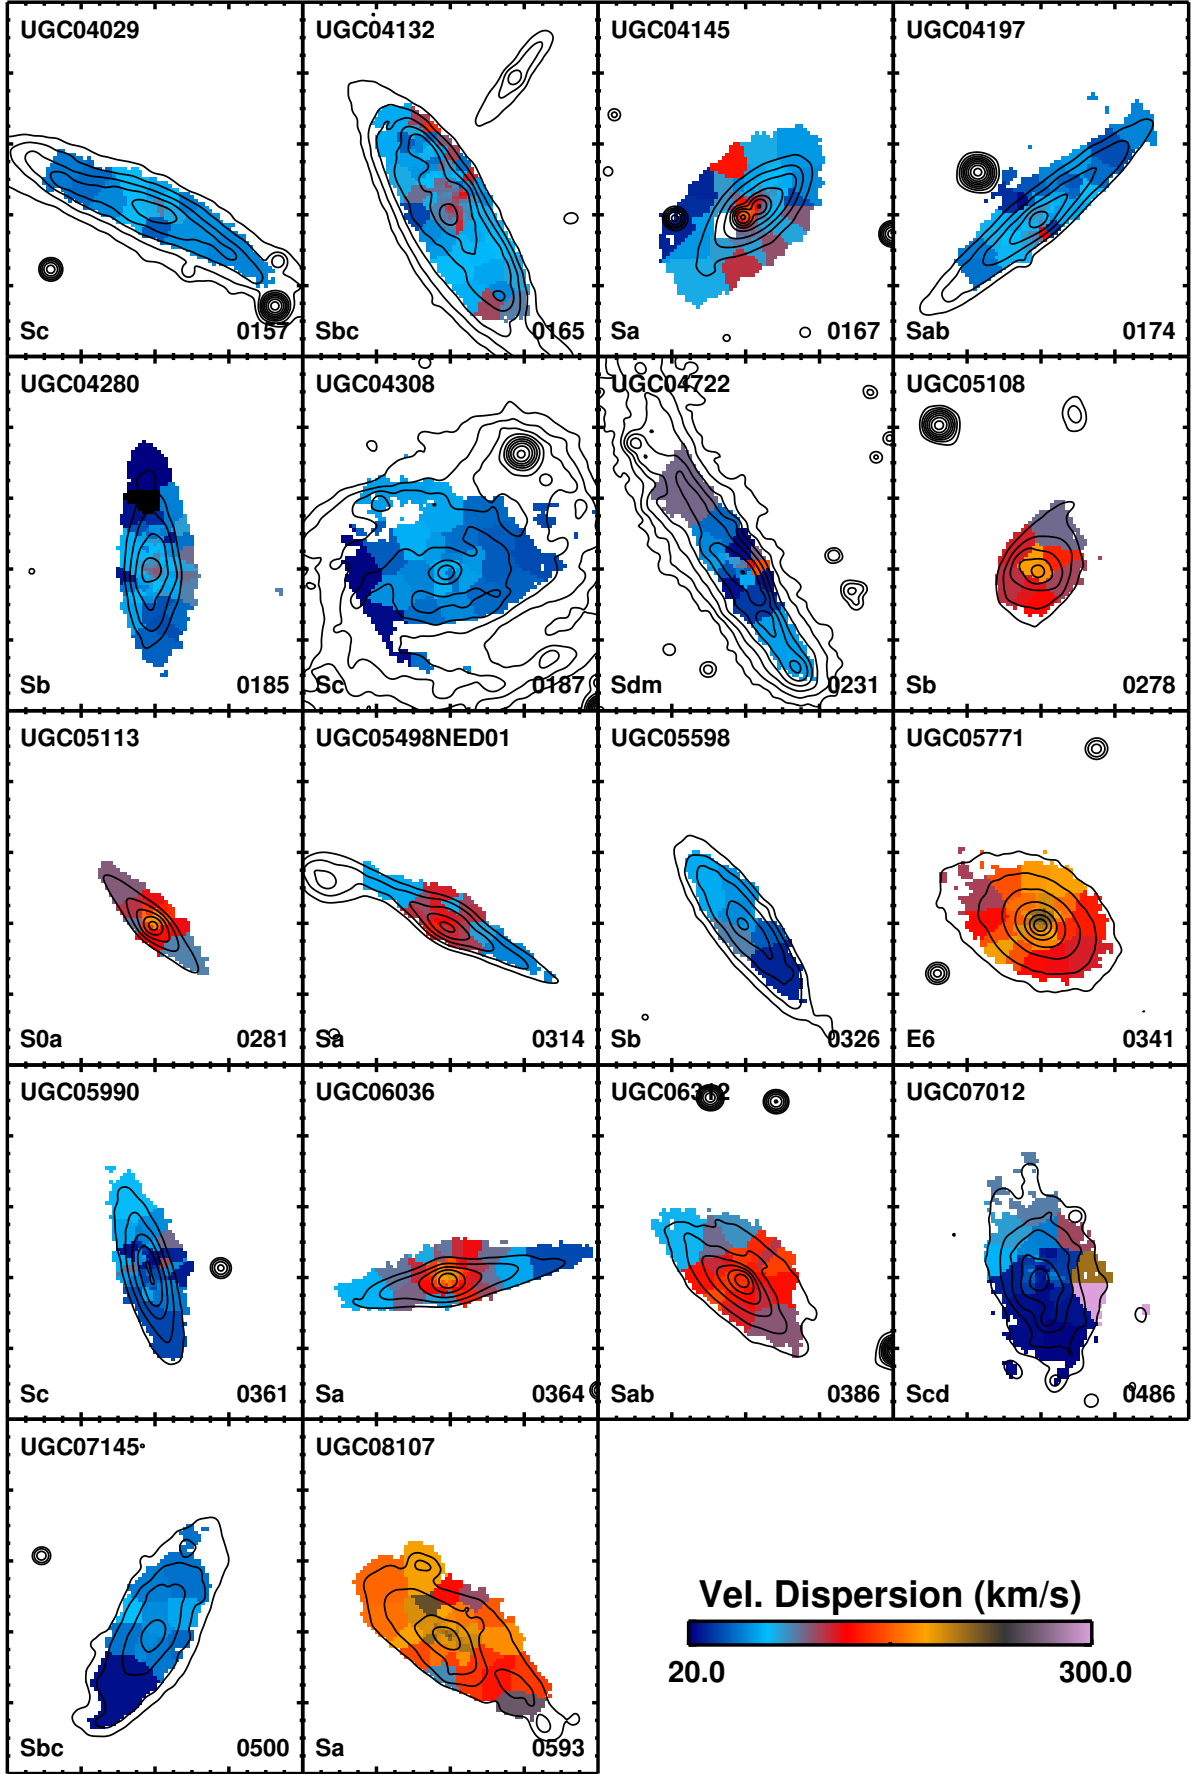 UGC04029 UGC04132 UGC04145 UGC04197
Sc 0157 Sbc 0165 Sa 0167 Sab 0174
UGC04280 UGC04308 UGC04722 UGC05108
Sb 0185 Sc 0187 Sdm 0231 Sb 0278
UGC05113 UGC05498NED01 UGC05598 UGC05771
S0a 0281 Sa 0314 Sb 0326 E6 0341
UGC05990 UGC06036 UGC06312 UGC07012
Sc 0361 Sa 0364 Sab 0386 Scd 0486
UGC07145 UGC08107
Vel. Dispersion (km/s)
20.0 300.0
Sbc 0500 Sa 0593